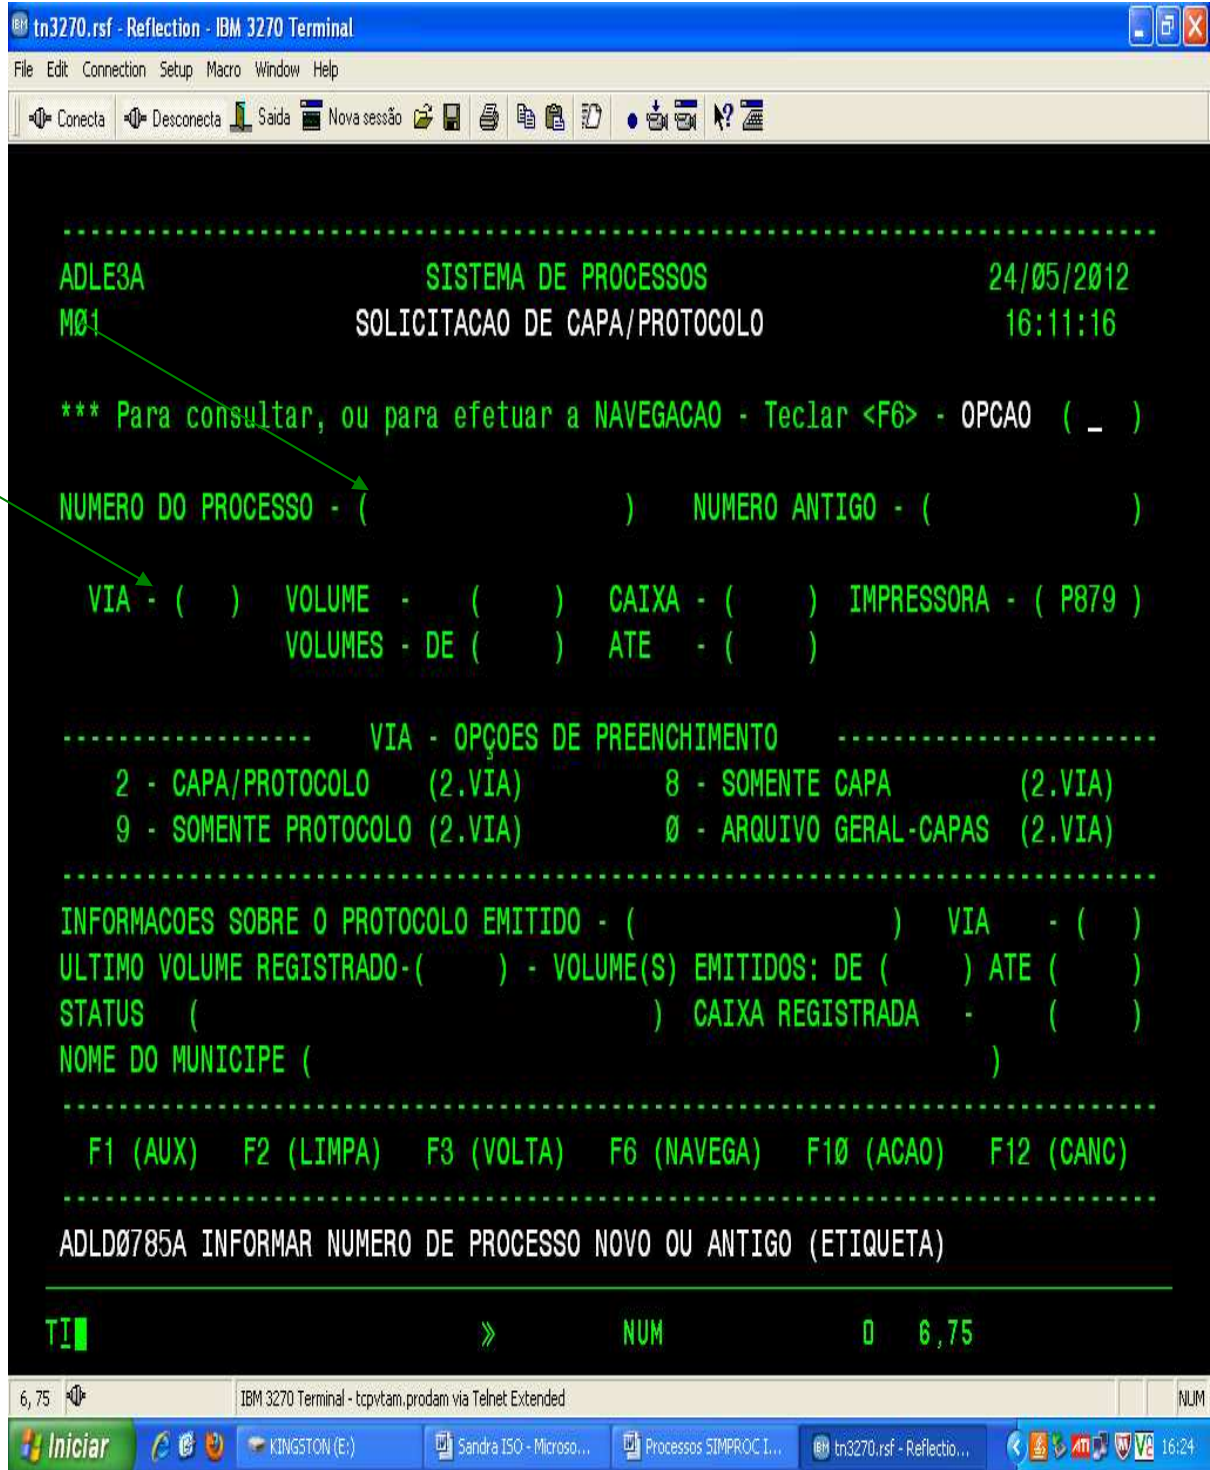 tn3270.rsf - Reflection - IBM 3270 Terminal
File Edit Connection Setup Macro Window Help
Conecta Desconecta Saida Nova sessão
ADLE3A SISTEMA DE PROCESSOS 24/05/2012
M01 SOLICITACAO DE CAPA/PROTOCOLO 16:11:16
*** Para consultar, ou para efetuar a NAVEGACAO - Teclar <F6> - OPCAO ( _ )
NUMERO DO PROCESSO - ( ) NUMERO ANTIGO - ( )
VIA - ( ) VOLUME - ( ) CAIXA - ( ) IMPRESSORA - ( P879 )
VOLUMES - DE ( ) ATE - ( )
------------------ VIA - OPÇOES DE PREENCHIMENTO -----------------------
2 - CAPA/PROTOCOLO (2.VIA) 8 - SOMENTE CAPA (2.VIA)
9 - SOMENTE PROTOCOLO (2.VIA) 0 - ARQUIVO GERAL-CAPAS (2.VIA)
INFORMACOES SOBRE O PROTOCOLO EMITIDO - ( ) VIA - ( )
ULTIMO VOLUME REGISTRADO-( ) - VOLUME(S) EMITIDOS: DE ( ) ATE ( )
STATUS ( ) CAIXA REGISTRADA - ( )
NOME DO MUNICIPE ( )
F1 (AUX) F2 (LIMPA) F3 (VOLTA) F6 (NAVEGA) F10 (ACAO) F12 (CANC)
ADLD0785A INFORMAR NUMERO DE PROCESSO NOVO OU ANTIGO (ETIQUETA)
TI » NUM 6,75
6, 75 IBM 3270 Terminal - tcpvtam.prodam via Telnet Extended NUM
Iniciar KINGSTON (E:) Sandra ISO - Microso... Processos SIMPROC I... tn3270.rsf - Reflectio... 16:24